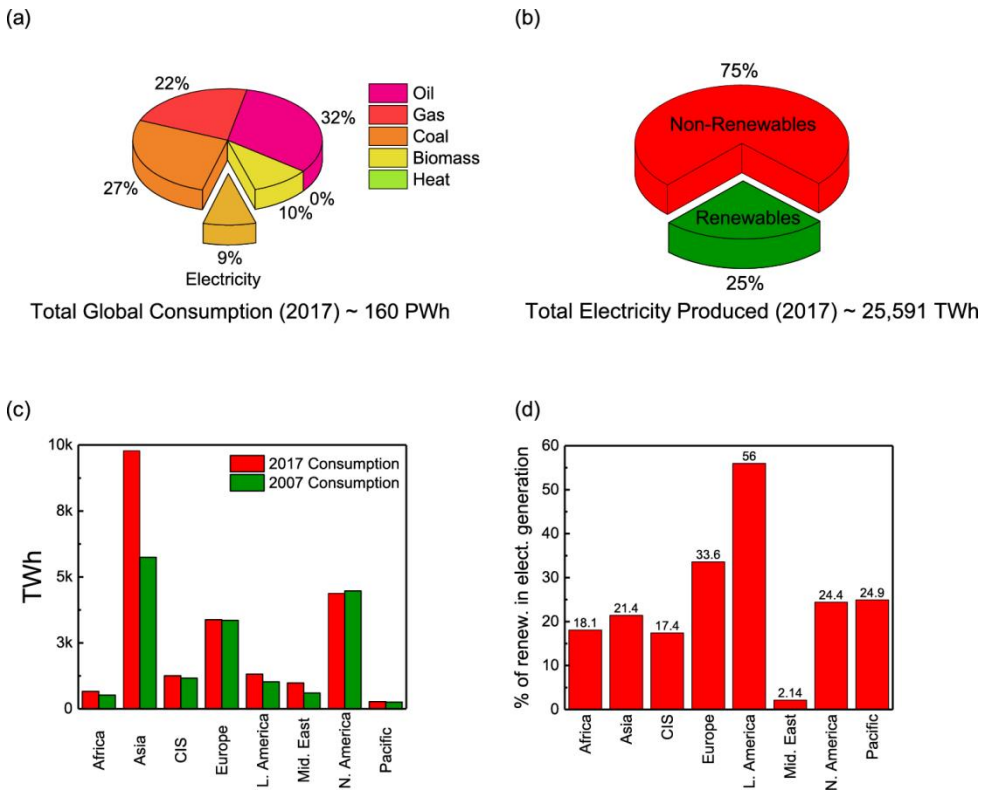 (a)
22%
32%
27%
0%
10%
9%
Electricity
Oil
Gas
Coal
Biomass
Heat
Total Global Consumption (2017) ~ 160 PWh
(b)
75%
Non-Renewables
Renewables
25%
Total Electricity Produced (2017) ~ 25,591 TWh
(c)
TWh
10k
8k
5k
3k
0
2017 Consumption
2007 Consumption
Africa
Asia
CIS
Europe
L. America
Mid. East
N. America
Pacific
(d)
% of renew. in elect. generation
60
50
40
30
20
10
0
18.1
21.4
17.4
33.6
56
2.14
24.4
24.9
Africa
Asia
CIS
Europe
L. America
Mid. East
N. America
Pacific